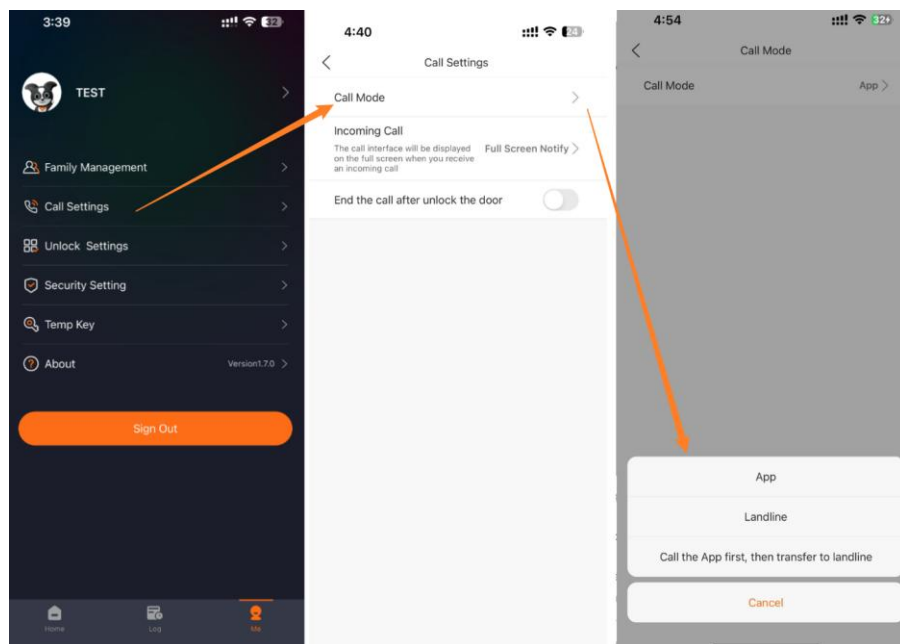 3:39
32
TEST
Family Management
Call Settings
Unlock Settings
Security Setting
Temp Key
About
Version1.7.0
Sign Out
Home
Log
Me
4:40
24
Call Settings
Call Mode
Incoming Call
The call interface will be displayed
on the full screen when you receive
an incoming call
Full Screen Notify
End the call after unlock the door
4:54
32
Call Mode
Call Mode
App
App
Landline
Call the App first, then transfer to landline
Cancel